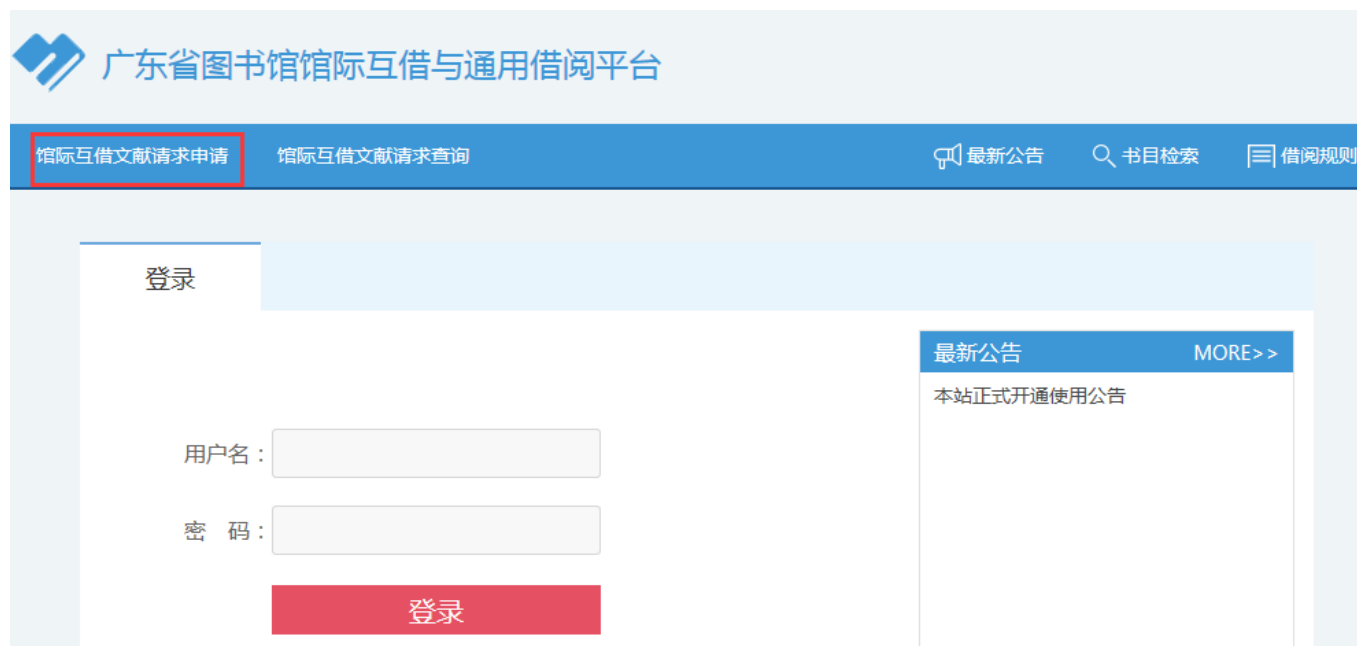 广东省图书馆馆际互借与通用借阅平台
馆际互借文献请求申请 馆际互借文献请求查询 最新公告 书目检索 借阅规则
登录
最新公告 MORE>>
本站正式开通使用公告
用户名：
密 码：
登录